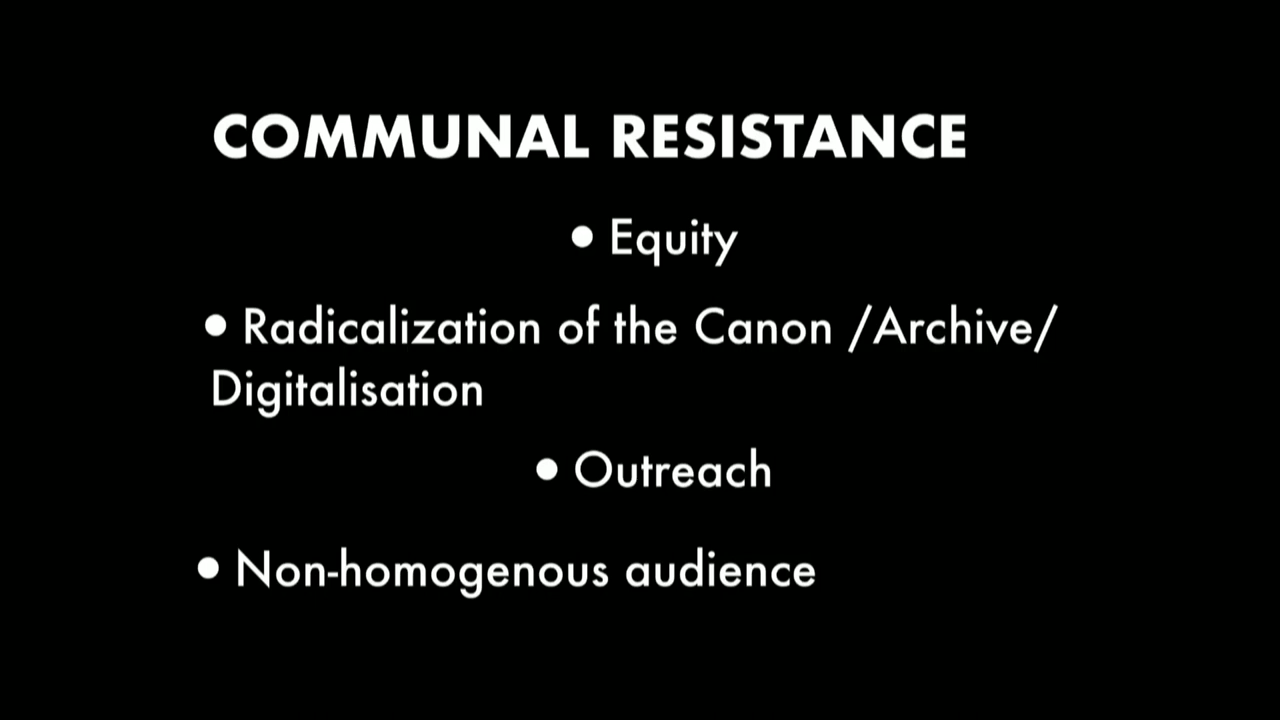 COMMUNAL RESISTANCE
• Equity
• Radicalization of the Canon /Archive/
Digitalisation
• Outreach
• Non-homogenous audience